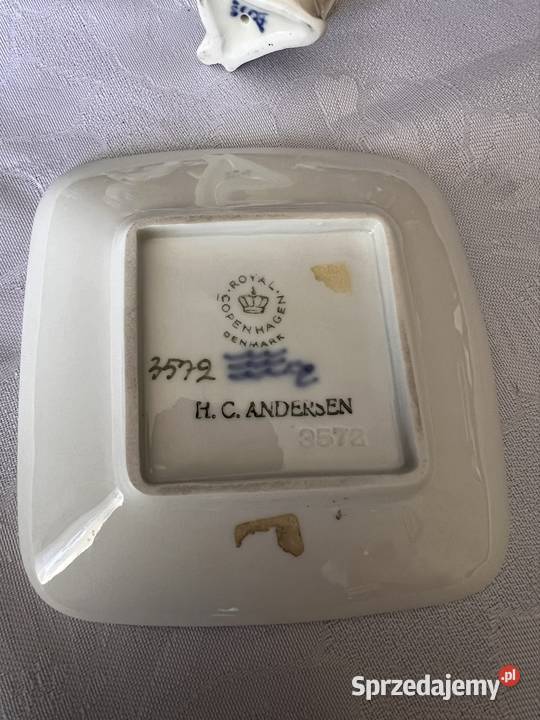 ROYAL
COPENHAGEN
DENMARK
3572
H. C. ANDERSEN
3572
Sprzedajemy.pl